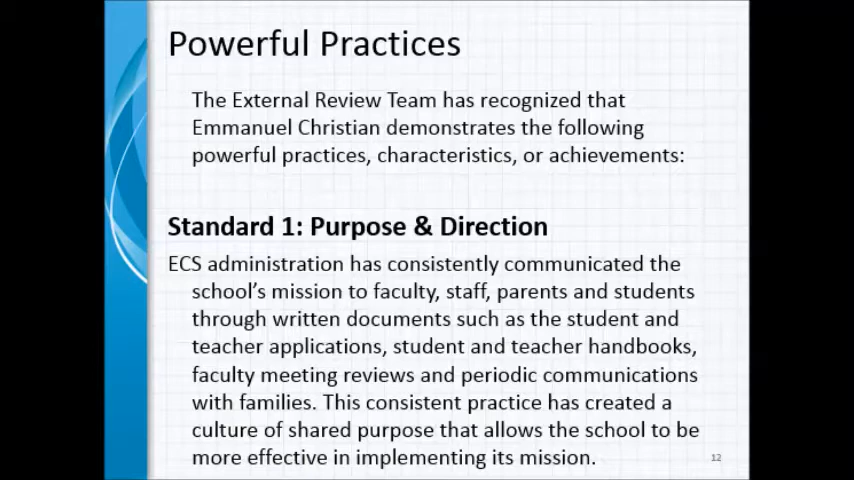 Powerful Practices
The External Review Team has recognized that
Emmanuel Christian demonstrates the following
powerful practices, characteristics, or achievements:
Standard 1: Purpose & Direction
ECS administration has consistently communicated the
school’s mission to faculty, staff, parents and students
through written documents such as the student and
teacher applications, student and teacher handbooks,
faculty meeting reviews and periodic communications
with families. This consistent practice has created a
culture of shared purpose that allows the school to be
more effective in implementing its mission.
12